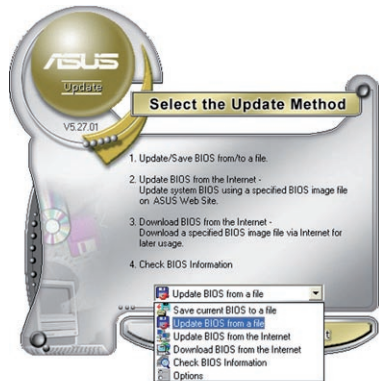 ASUS
Update
V5.27.01
Select the Update Method
1. Update/Save BIOS from/to a file.
2. Update BIOS from the Internet -
Update system BIOS using a specified BIOS image file
on ASUS Web Site.
3. Download BIOS from the Internet -
Download a specified BIOS image file via Internet for
later usage.
4. Check BIOS Information
Update BIOS from a file
Save current BIOS to a file
Update BIOS from a file
Update BIOS from the Internet
Download BIOS from the Internet
Check BIOS Information
Options